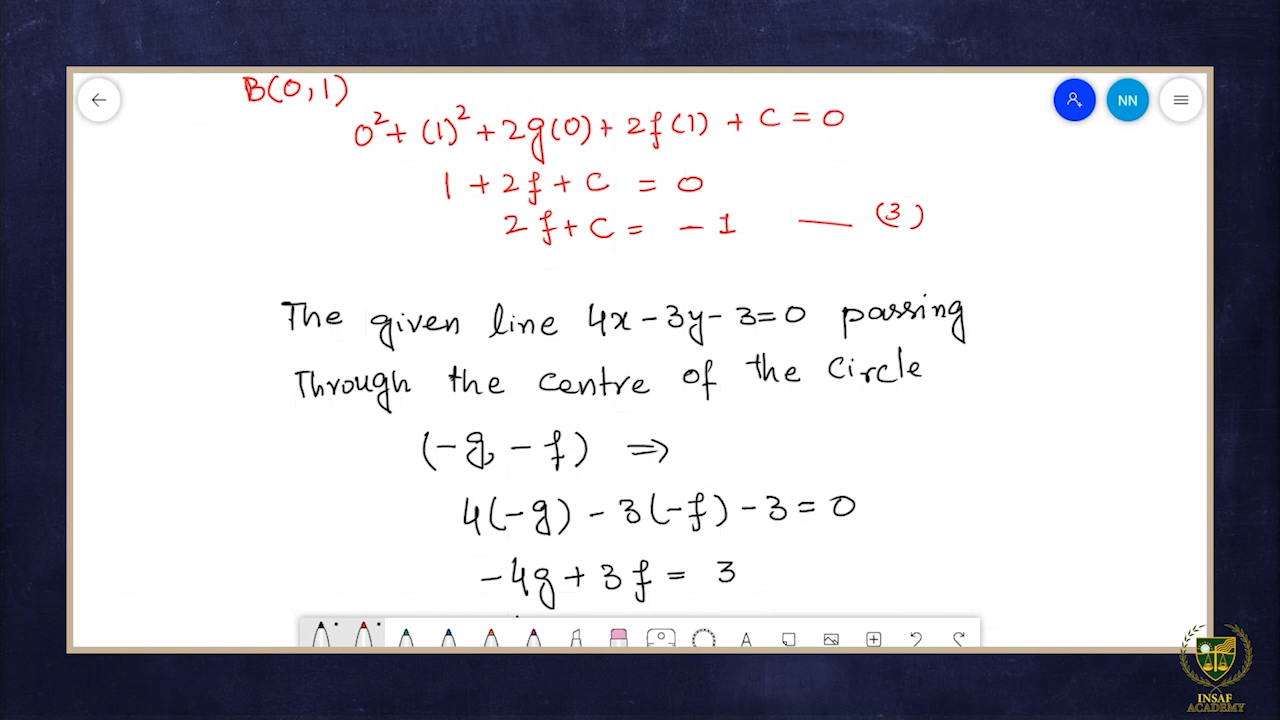 B(0,1)
NN
0² + (1)² + 2g(0) + 2f(1) + C = 0
1 + 2f + C = 0
2f + C = -1 —— (3)
The given line 4x - 3y - 3 = 0 passing
Through the centre of the circle
(-g, -f) ⇒
4(-g) - 3(-f) - 3 = 0
-4g + 3f = 3
A
INSAF
ACADEMY